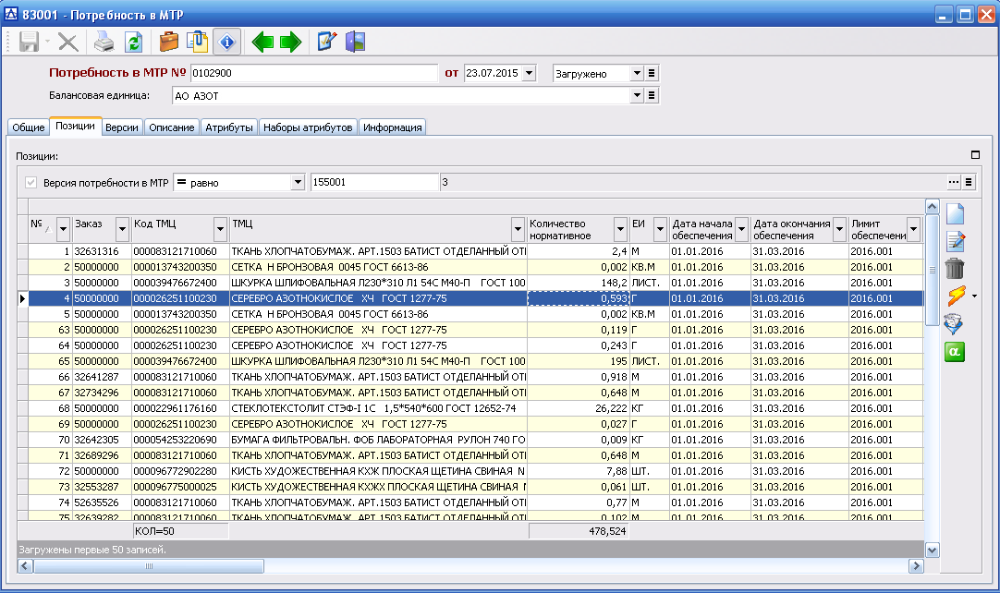 83001 - Потребность в МТР
Потребность в МТР № 0102900 от 23.07.2015 Загружено
Балансовая единица: АО АЗОТ
Общие Позиции Версии Описание Атрибуты Наборы атрибутов Информация
Позиции:
Версия потребности в МТР = равно 155001 3
№ Заказ Код ТМЦ ТМЦ Количество нормативное ЕИ Дата начала обеспечения Дата окончания обеспечения Лимит обеспечени
1 32631316 000083121710060 ТКАНЬ ХЛОПЧАТОБУМАЖ. АРТ.1503 БАТИСТ ОТДЕЛАННЫЙ ОТ 2,4 М 01.01.2016 31.03.2016 2016.001
2 50000000 000013743200350 СЕТКА Н БРОНЗОВАЯ 0045 ГОСТ 6613-86 0,002 КВ.М 01.01.2016 31.03.2016 2016.001
3 50000000 000039476672400 ШКУРКА ШЛИФОВАЛЬНАЯ Л230*310 Л1 54С М40-П ГОСТ 100 148,2 ЛИСТ. 01.01.2016 31.03.2016 2016.001
4 50000000 000026251100230 СЕРЕБРО АЗОТНОКИСЛОЕ ХЧ ГОСТ 1277-75 0,593 Г 01.01.2016 31.03.2016 2016.001
5 50000000 000013743200350 СЕТКА Н БРОНЗОВАЯ 0045 ГОСТ 6613-86 0,002 КВ.М 01.01.2016 31.03.2016 2016.001
63 50000000 000026251100230 СЕРЕБРО АЗОТНОКИСЛОЕ ХЧ ГОСТ 1277-75 0,119 Г 01.01.2016 31.03.2016 2016.001
64 50000000 000026251100230 СЕРЕБРО АЗОТНОКИСЛОЕ ХЧ ГОСТ 1277-75 0,243 Г 01.01.2016 31.03.2016 2016.001
65 50000000 000039476672400 ШКУРКА ШЛИФОВАЛЬНАЯ Л230*310 Л1 54С М40-П ГОСТ 100 195 ЛИСТ. 01.01.2016 31.03.2016 2016.001
66 32641287 000083121710060 ТКАНЬ ХЛОПЧАТОБУМАЖ. АРТ.1503 БАТИСТ ОТДЕЛАННЫЙ ОТ 0,918 М 01.01.2016 31.03.2016 2016.001
67 32734296 000083121710060 ТКАНЬ ХЛОПЧАТОБУМАЖ. АРТ.1503 БАТИСТ ОТДЕЛАННЫЙ ОТ 0,648 М 01.01.2016 31.03.2016 2016.001
68 50000000 000022961176160 СТЕКЛОТЕКСТОЛИТ СТЭФ-I 1С 1,5*540*600 ГОСТ 12652-74 26,222 КГ 01.01.2016 31.03.2016 2016.001
69 50000000 000026251100230 СЕРЕБРО АЗОТНОКИСЛОЕ ХЧ ГОСТ 1277-75 0,027 Г 01.01.2016 31.03.2016 2016.001
70 32642305 000054253220690 БУМАГА ФИЛЬТРОВАЛЬН. ФОБ ЛАБОРАТОРНАЯ РУЛОН 740 ГО 0,009 КГ 01.01.2016 31.03.2016 2016.001
71 32689296 000083121710060 ТКАНЬ ХЛОПЧАТОБУМАЖ. АРТ.1503 БАТИСТ ОТДЕЛАННЫЙ ОТ 0,648 М 01.01.2016 31.03.2016 2016.001
72 50000000 000096772902280 КИСТЬ ХУДОЖЕСТВЕННАЯ КХЖ ПЛОСКАЯ ЩЕТИНА СВИНАЯ N 7,88 ШТ. 01.01.2016 31.03.2016 2016.001
73 32553287 000096775000025 КИСТЬ ХУДОЖЕСТВЕННАЯ КХЖХ ПЛОСКАЯ ЩЕТИНА СВИНАЯ 0,061 ШТ. 01.01.2016 31.03.2016 2016.001
74 52635526 000083121710060 ТКАНЬ ХЛОПЧАТОБУМАЖ. АРТ.1503 БАТИСТ ОТДЕЛАННЫЙ ОТ 0,77 М 01.01.2016 31.03.2016 2016.001
75 32639282 000083121710060 ТКАНЬ ХЛОПЧАТОБУМАЖ. АРТ.1503 БАТИСТ ОТДЕЛАННЫЙ ОТ 0,102 М 01.01.2016 31.03.2016 2016.001
КОЛ=50 478,524
Загружены первые 50 записей.